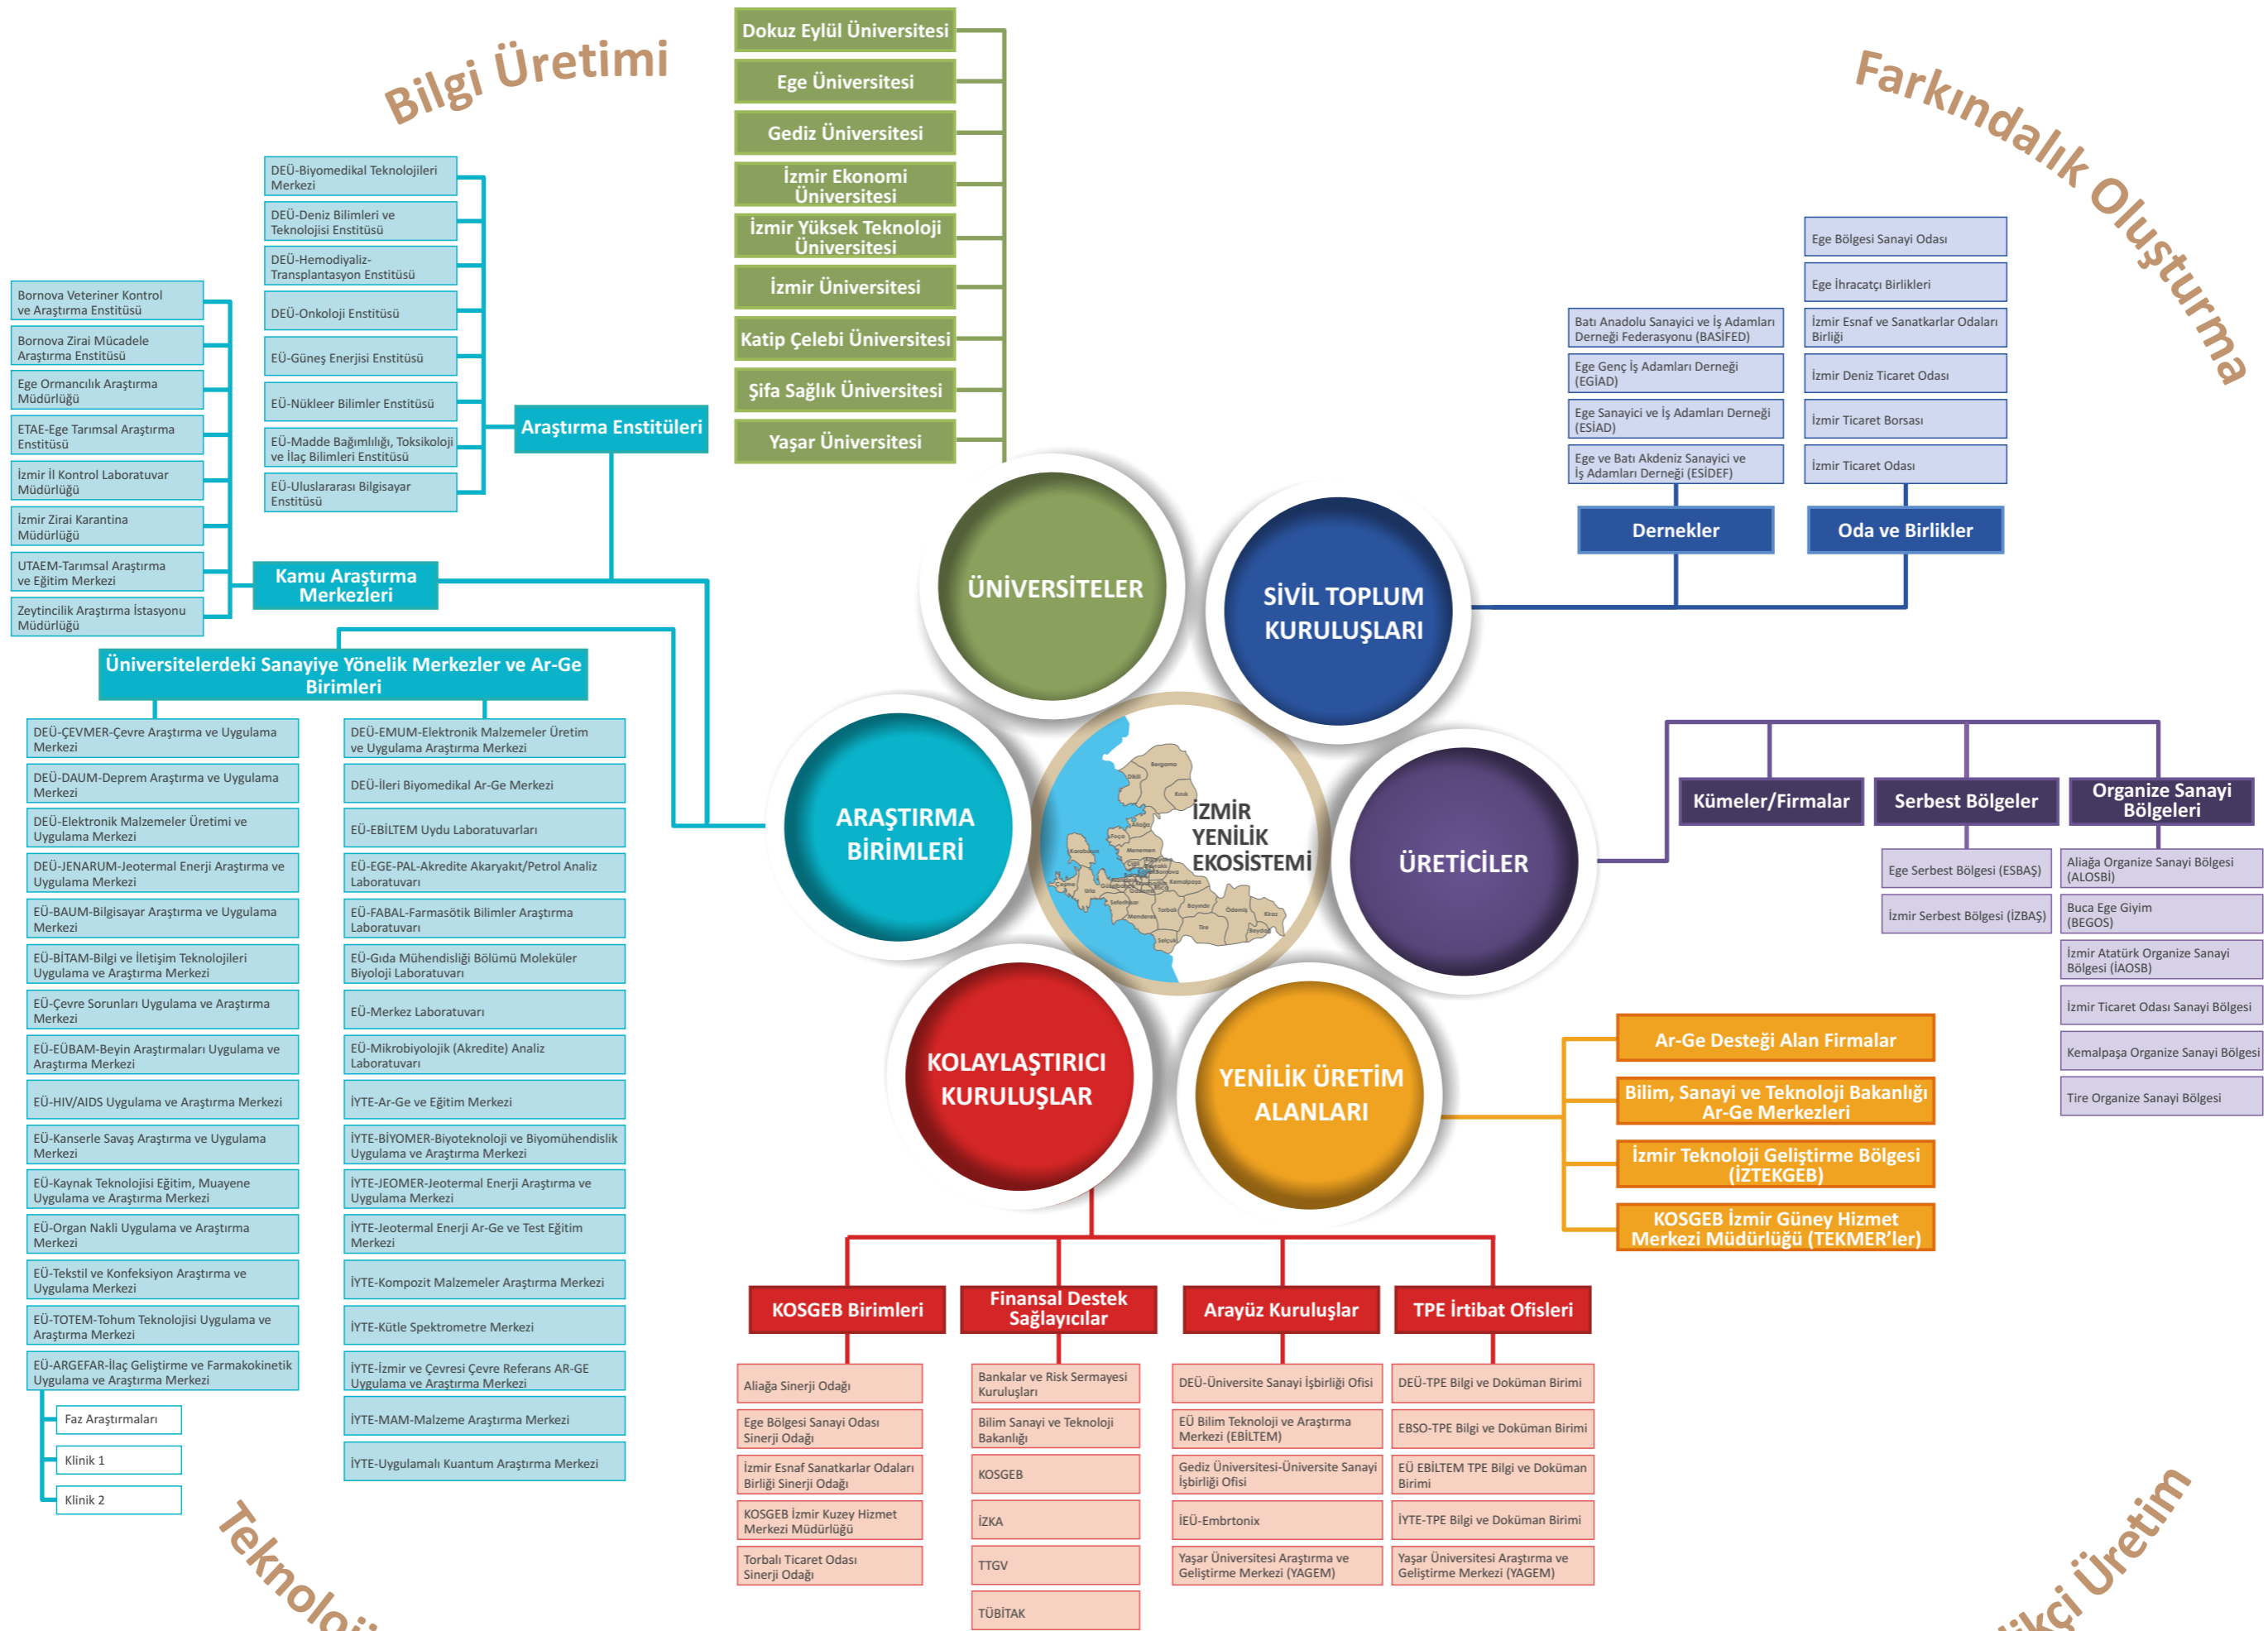 Bilgi Üretimi
Farkındalık Oluşturma
Dokuz Eylül Üniversitesi
Ege Üniversitesi
Gediz Üniversitesi
İzmir Ekonomi
Üniversitesi
İzmir Yüksek Teknoloji
Üniversitesi
İzmir Üniversitesi
Katip Çelebi Üniversitesi
Şifa Sağlık Üniversitesi
Yaşar Üniversitesi
ÜNİVERSİTELER
DEÜ-Biyomedikal Teknolojileri
Merkezi
DEÜ-Deniz Bilimleri ve
Teknolojisi Enstitüsü
DEÜ-Hemodiyaliz-
Transplantasyon Enstitüsü
DEÜ-Onkoloji Enstitüsü
EÜ-Güneş Enerjisi Enstitüsü
EÜ-Nükleer Bilimler Enstitüsü
EÜ-Madde Bağımlılığı, Toksikoloji
ve İlaç Bilimleri Enstitüsü
EÜ-Uluslararası Bilgisayar
Enstitüsü
Araştırma Enstitüleri
Bornova Veteriner Kontrol
ve Araştırma Enstitüsü
Bornova Zirai Mücadele
Araştırma Enstitüsü
Ege Ormancılık Araştırma
Müdürlüğü
ETAE-Ege Tarımsal Araştırma
Enstitüsü
İzmir İl Kontrol Laboratuvar
Müdürlüğü
İzmir Zirai Karantina
Müdürlüğü
UTAEM-Tarımsal Araştırma
ve Eğitim Merkezi
Zeytincilik Araştırma İstasyonu
Müdürlüğü
Kamu Araştırma
Merkezleri
Üniversitelerdeki Sanayiye Yönelik Merkezler ve Ar-Ge
Birimleri
DEÜ-ÇEVMER-Çevre Araştırma ve Uygulama
Merkezi
DEÜ-DAUM-Deprem Araştırma ve Uygulama
Merkezi
DEÜ-Elektronik Malzemeler Üretimi ve
Uygulama Merkezi
DEÜ-JENARUM-Jeotermal Enerji Araştırma ve
Uygulama Merkezi
EÜ-BAUM-Bilgisayar Araştırma ve Uygulama
Merkezi
EÜ-BİTAM-Bilgi ve İletişim Teknolojileri
Uygulama ve Araştırma Merkezi
EÜ-Çevre Sorunları Uygulama ve Araştırma
Merkezi
EÜ-EÜBAM-Beyin Araştırmaları Uygulama ve
Araştırma Merkezi
EÜ-HIV/AIDS Uygulama ve Araştırma Merkezi
EÜ-Kanserle Savaş Araştırma ve Uygulama
Merkezi
EÜ-Kaynak Teknolojisi Eğitim, Muayene
Uygulama ve Araştırma Merkezi
EÜ-Organ Nakli Uygulama ve Araştırma
Merkezi
EÜ-Tekstil ve Konfeksiyon Araştırma ve
Uygulama Merkezi
EÜ-TOTEM-Tohum Teknolojisi Uygulama ve
Araştırma Merkezi
EÜ-ARGEFAR-İlaç Geliştirme ve Farmakokinetik
Uygulama ve Araştırma Merkezi
Faz Araştırmaları
Klinik 1
Klinik 2
DEÜ-EMUM-Elektronik Malzemeler Üretim
ve Uygulama Araştırma Merkezi
DEÜ-İleri Biyomedikal Ar-Ge Merkezi
EÜ-EBİLTEM Uydu Laboratuvarları
EÜ-EGE-PAL-Akredite Akaryakıt/Petrol Analiz
Laboratuvarı
EÜ-FABAL-Farmasötik Bilimler Araştırma
Laboratuvarı
EÜ-Gıda Mühendisliği Bölümü Moleküler
Biyoloji Laboratuvarı
EÜ-Merkez Laboratuvarı
EÜ-Mikrobiyolojik (Akredite) Analiz
Laboratuvarı
İYTE-Ar-Ge ve Eğitim Merkezi
İYTE-BİYOMER-Biyoteknoloji ve Biyomühendislik
Uygulama ve Araştırma Merkezi
İYTE-JEOMER-Jeotermal Enerji Araştırma ve
Uygulama Merkezi
İYTE-Jeotermal Enerji Ar-Ge ve Test Eğitim
Merkezi
İYTE-Kompozit Malzemeler Araştırma Merkezi
İYTE-Kütle Spektrometre Merkezi
İYTE-İzmir ve Çevresi Çevre Referans AR-GE
Uygulama ve Araştırma Merkezi
İYTE-MAM-Malzeme Araştırma Merkezi
İYTE-Uygulamalı Kuantum Araştırma Merkezi
ARAŞTIRMA
BİRİMLERİ
SİVİL TOPLUM
KURULUŞLARI
Batı Anadolu Sanayici ve İş Adamları
Derneği Federasyonu (BASİFED)
Ege Genç İş Adamları Derneği
(EGİAD)
Ege Sanayici ve İş Adamları Derneği
(ESİAD)
Ege ve Batı Akdeniz Sanayici ve
İş Adamları Derneği (ESİDEF)
Dernekler
Ege Bölgesi Sanayi Odası
Ege İhracatçı Birlikleri
İzmir Esnaf ve Sanatkarlar Odaları
Birliği
İzmir Deniz Ticaret Odası
İzmir Ticaret Borsası
İzmir Ticaret Odası
Oda ve Birlikler
İZMİR
YENİLİK
EKOSİSTEMİ
Bergama
Dikili
Kınık
Aliağa
Foça
Menemen
Karaburun
Çeşme
Urla
Kemalpaşa
Bornova
Seferihisar
Menderes
Torbalı
Bayındır
Ödemiş
Kiraz
Tire
Beydağ
Selçuk
ÜRETİCİLER
Kümeler/Firmalar
Serbest Bölgeler
Ege Serbest Bölgesi (ESBAŞ)
İzmir Serbest Bölgesi (İZBAŞ)
Organize Sanayi
Bölgeleri
Aliağa Organize Sanayi Bölgesi
(ALOSBİ)
Buca Ege Giyim
(BEGOS)
İzmir Atatürk Organize Sanayi
Bölgesi (İAOSB)
İzmir Ticaret Odası Sanayi Bölgesi
Kemalpaşa Organize Sanayi Bölgesi
Tire Organize Sanayi Bölgesi
KOLAYLAŞTIRICI
KURULUŞLAR
YENİLİK ÜRETİM
ALANLARI
Ar-Ge Desteği Alan Firmalar
Bilim, Sanayi ve Teknoloji Bakanlığı
Ar-Ge Merkezleri
İzmir Teknoloji Geliştirme Bölgesi
(İZTEKGEB)
KOSGEB İzmir Güney Hizmet
Merkezi Müdürlüğü (TEKMER'ler)
KOSGEB Birimleri
Aliağa Sinerji Odağı
Ege Bölgesi Sanayi Odası
Sinerji Odağı
İzmir Esnaf Sanatkarlar Odaları
Birliği Sinerji Odağı
KOSGEB İzmir Kuzey Hizmet
Merkezi Müdürlüğü
Torbalı Ticaret Odası
Sinerji Odağı
Finansal Destek
Sağlayıcılar
Bankalar ve Risk Sermayesi
Kuruluşları
Bilim Sanayi ve Teknoloji
Bakanlığı
KOSGEB
İZKA
TTGV
TÜBİTAK
Arayüz Kuruluşlar
DEÜ-Üniversite Sanayi İşbirliği Ofisi
EÜ Bilim Teknoloji ve Araştırma
Merkezi (EBİLTEM)
Gediz Üniversitesi-Üniversite Sanayi
İşbirliği Ofisi
İEÜ-Embrtonix
Yaşar Üniversitesi Araştırma ve
Geliştirme Merkezi (YAGEM)
TPE İrtibat Ofisleri
DEÜ-TPE Bilgi ve Doküman Birimi
EBSO-TPE Bilgi ve Doküman Birimi
EÜ EBİLTEM TPE Bilgi ve Doküman
Birimi
İYTE-TPE Bilgi ve Doküman Birimi
Yaşar Üniversitesi Araştırma ve
Geliştirme Merkezi (YAGEM)
Teknoloji
likçi Üretim